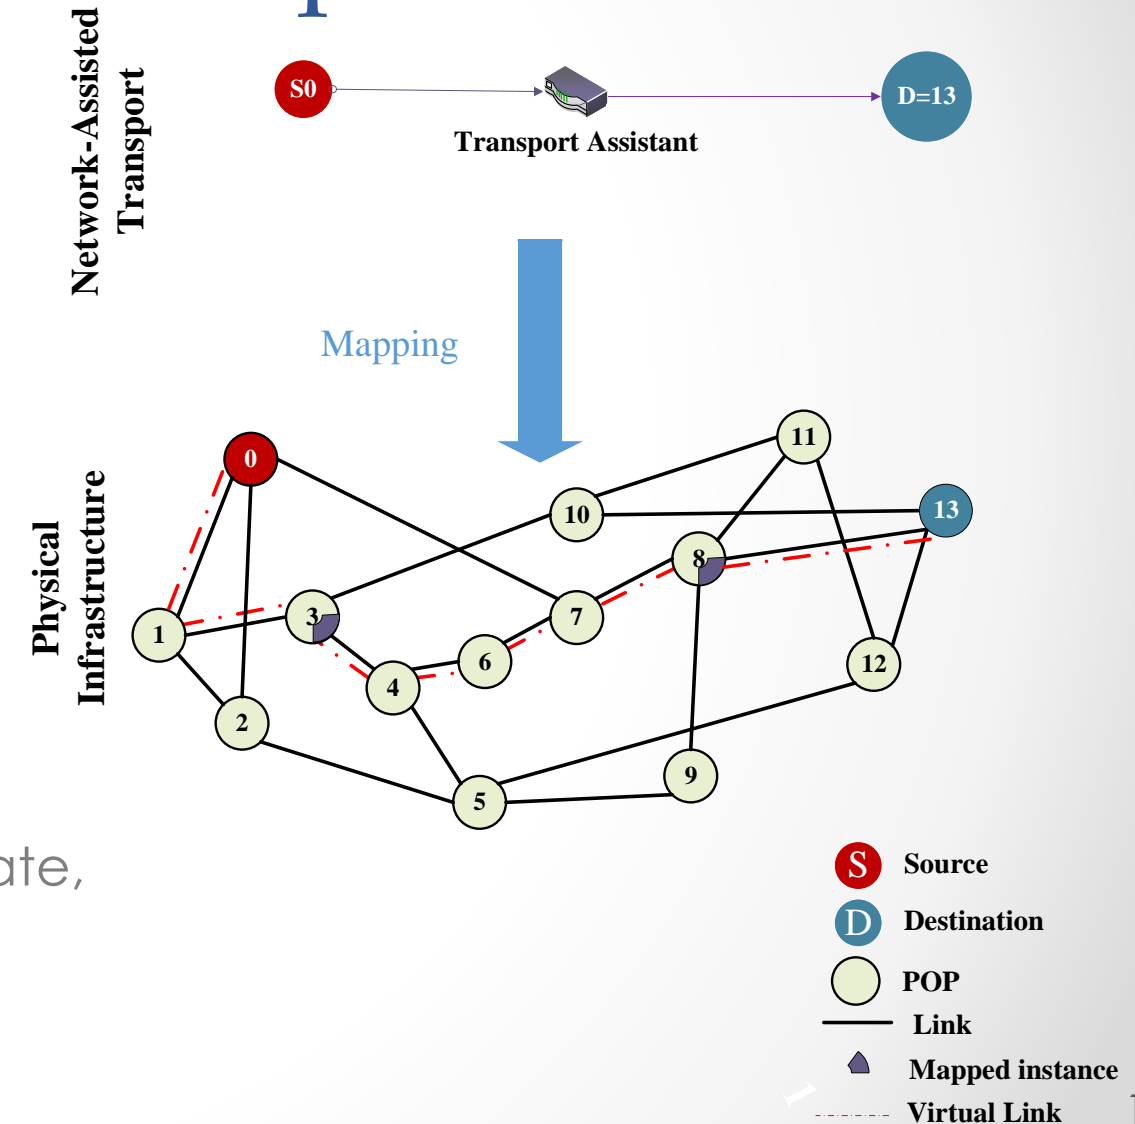 Network-Assisted
Transport
S0
D=13
Transport Assistant
Mapping
Physical
Infrastructure
0
11
10
13
8
3
7
1
6
12
4
2
9
5
ate,
S Source
D Destination
POP
Link
Mapped instance
Virtual Link